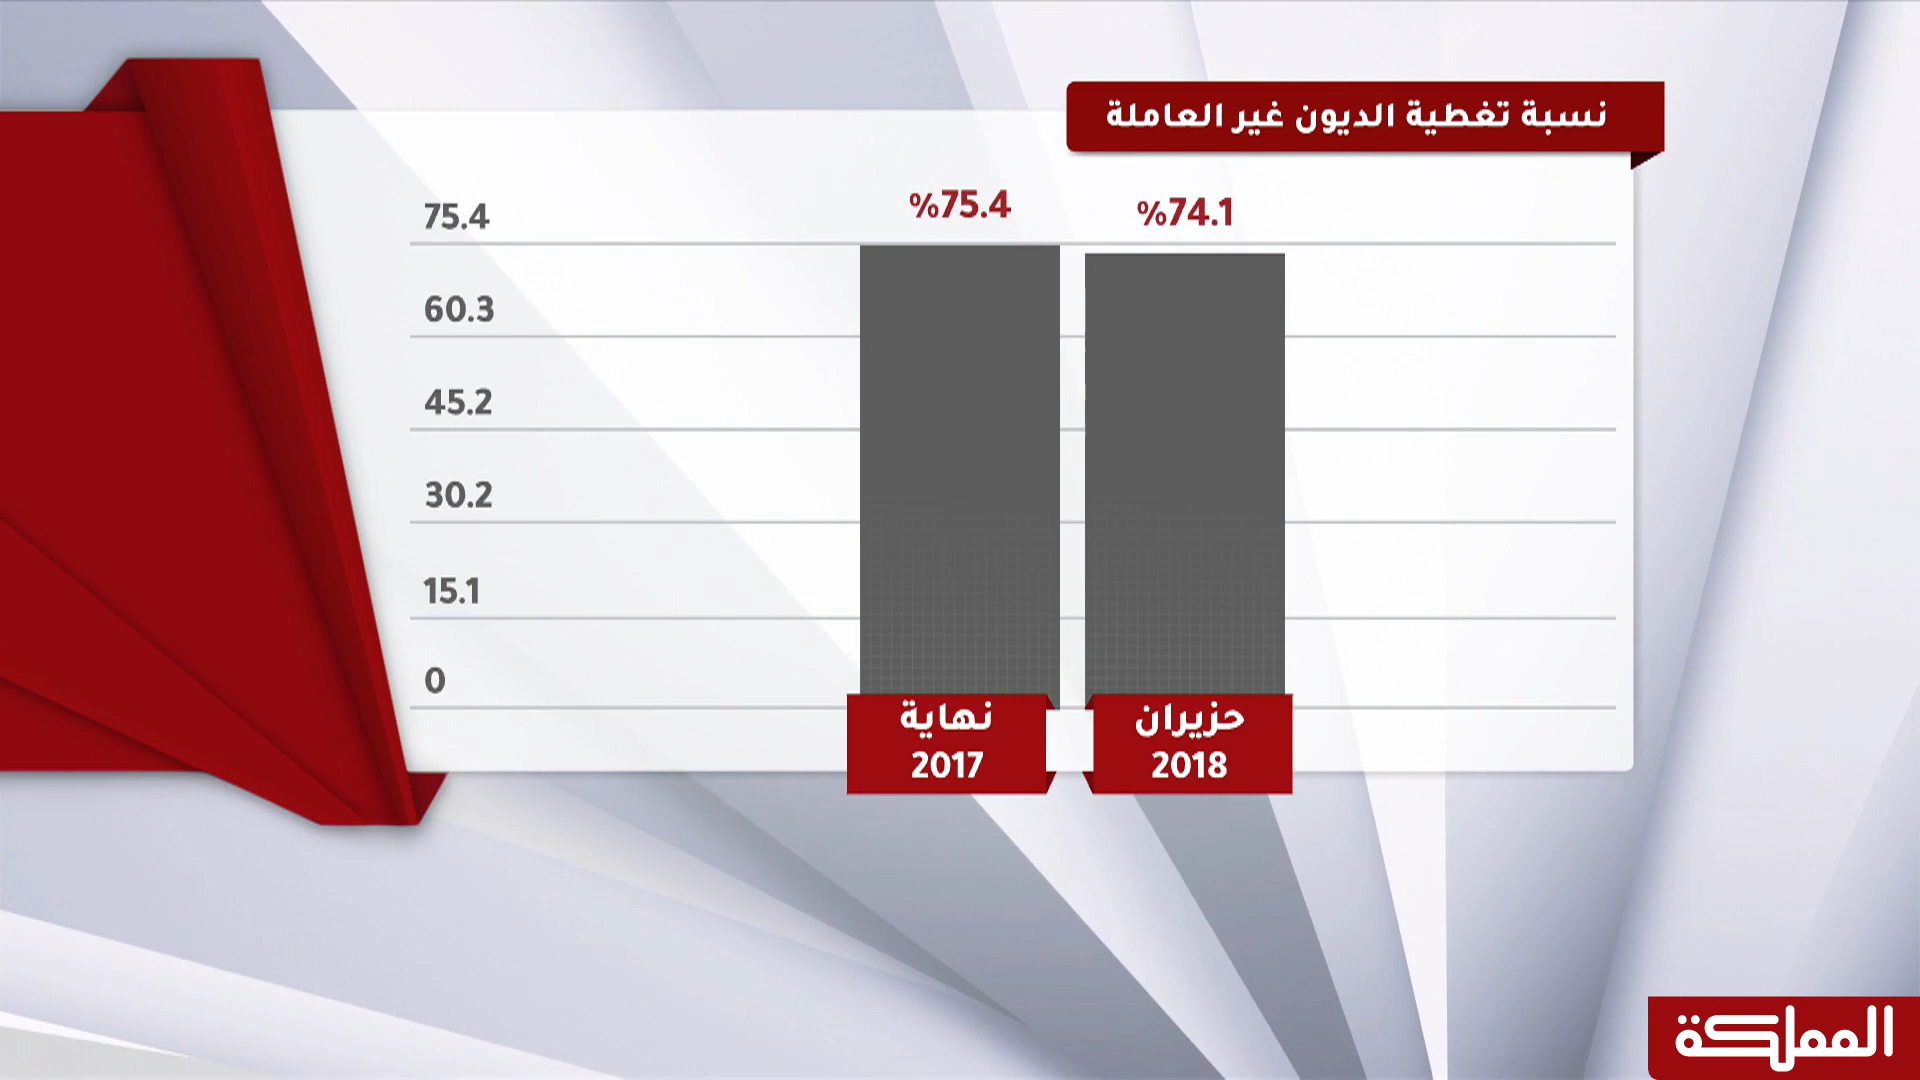 نسبة تغطية الديون غير العاملة
%74.1
%75.4
75.4
60.3
45.2
30.2
15.1
0
حزيران
2018
نهاية
2017
المملكة